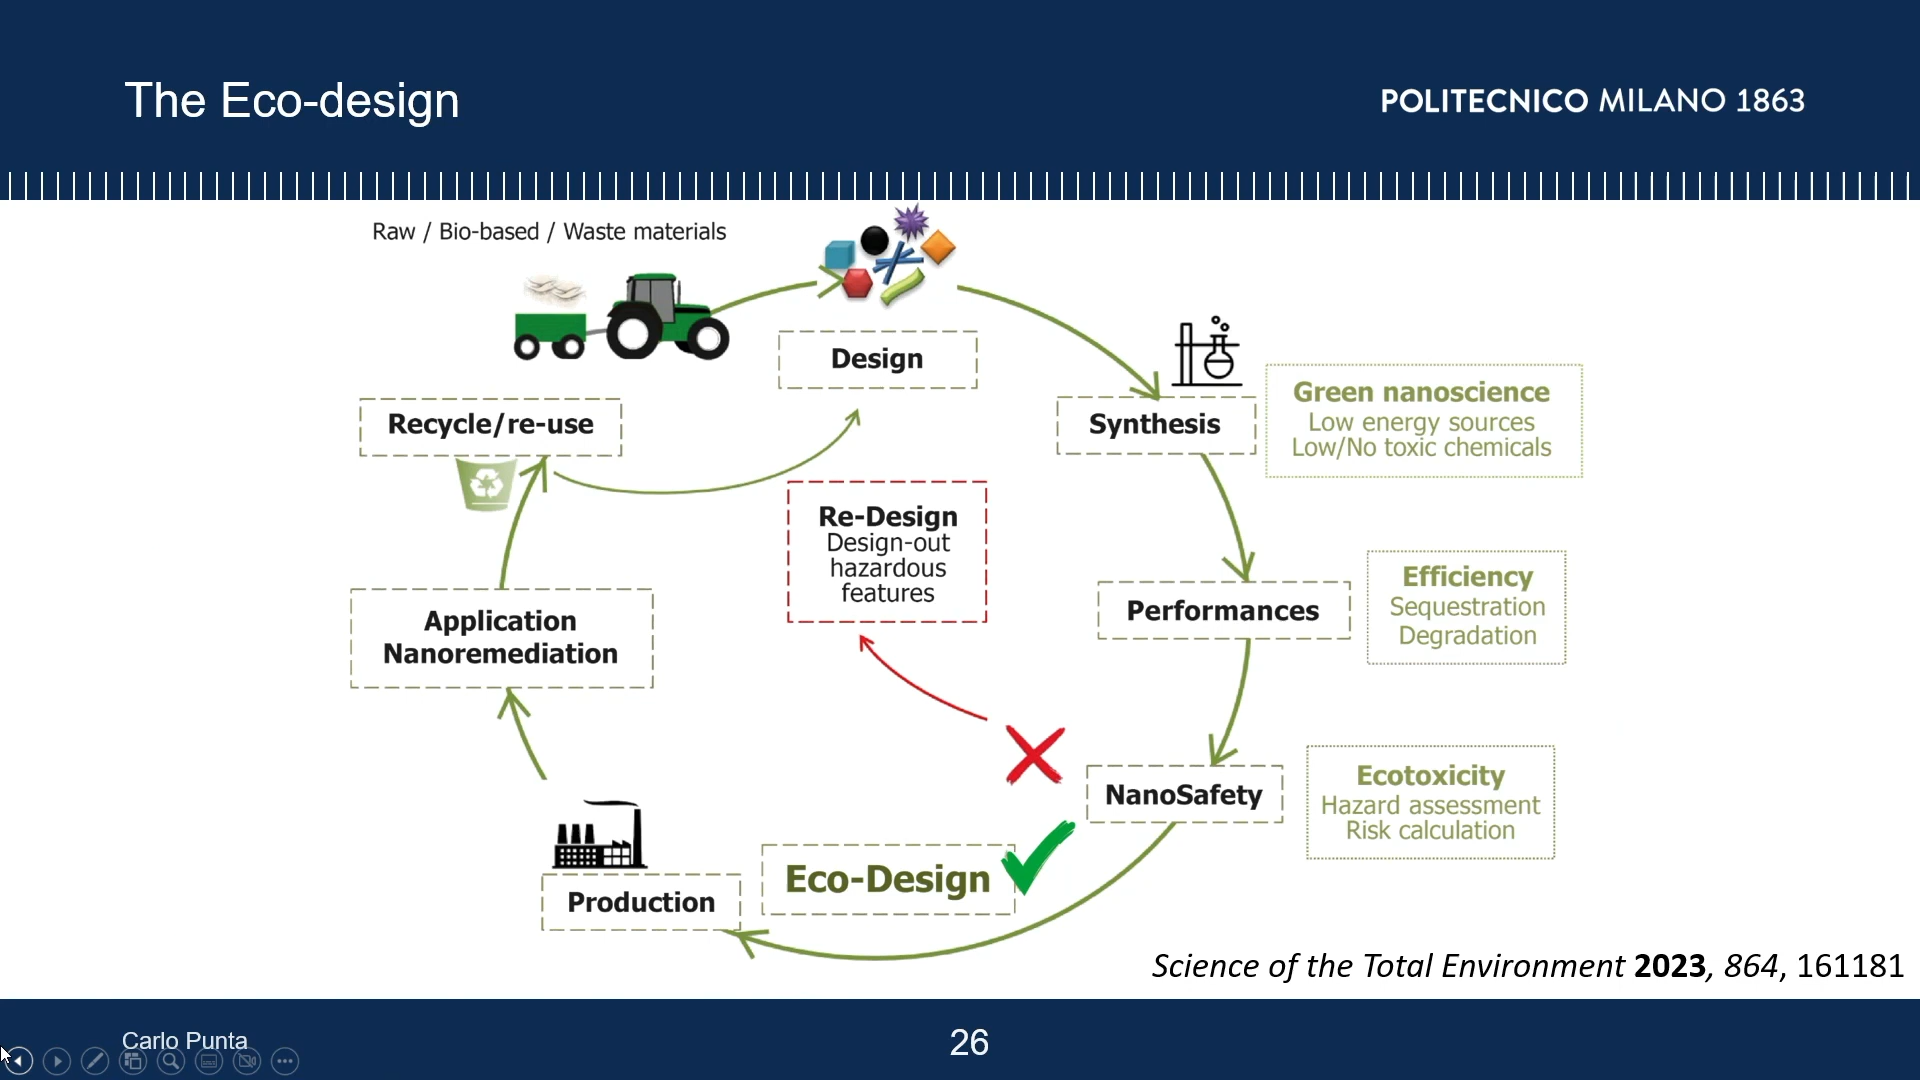 The Eco-design
POLITECNICO MILANO 1863
Raw / Bio-based / Waste materials
Design
Recycle/re-use
Synthesis
Green nanoscience
Low energy sources
Low/No toxic chemicals
Re-Design
Design-out
hazardous
features
Application
Nanoremediation
Performances
Efficiency
Sequestration
Degradation
NanoSafety
Ecotoxicity
Hazard assessment
Risk calculation
Eco-Design
Production
Science of the Total Environment 2023, 864, 161181
Carlo Punta
26